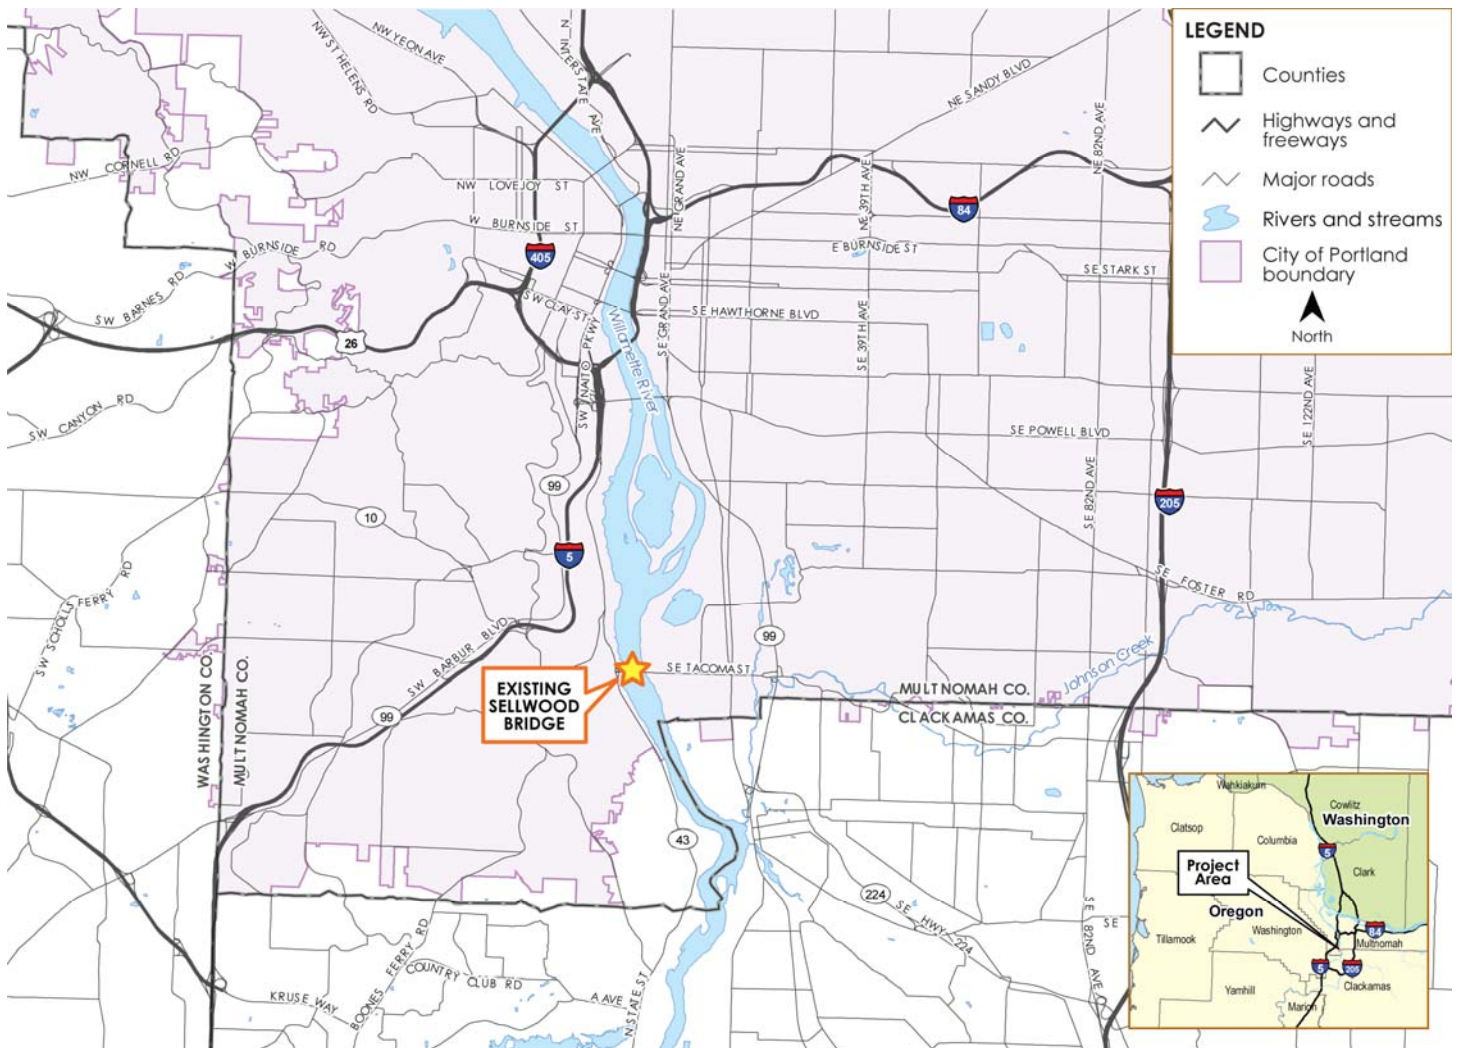 LEGEND
Counties
Highways and
freeways
Major roads
Rivers and streams
City of Portland
boundary
North
NW YEON AVE
NW ST HELENS RD
N INTERSTATE AVE
NE SANDY BLVD
NE 82ND AVE
NW CORNELL RD
NW LOVEJOY ST
NE GRAND AVE
NE 39TH AVE
84
W BURNSIDE ST
W BURNSIDE RD
405
E BURNSIDE ST
SE STARK ST
SW BARNES RD
SW CLAY ST
SE GRAND AVE
SE HAWTHORNE BLVD
26
SW NAITO PKWY
Willamette River
SE 39TH AVE
SW CANYON RD
SE POWELL BLVD
SE 122ND AVE
99
10
SE 82ND AVE
205
5
SW SCHOLLS FERRY RD
SE FOSTER RD
99
SW BARBUR BLVD
Johnson Creek
SE TACOMA ST
WASHINGTON CO.
MULTNOMAH CO.
EXISTING
SELLWOOD
BRIDGE
MULTNOMAH CO.
CLACKAMAS CO.
99
43
224
SE HWY 224
SE 82ND AVE
SE
BOONES FERRY RD
COUNTRY CLUB RD
KRUSE WAY
A AVE
N STATE ST
Wahkiakum
Cowlitz
Washington
Clatsop
Columbia
5
Project
Area
Clark
Oregon
Washington
84
Tillamook
Multnomah
5
205
Yamhill
Clackamas
Marion